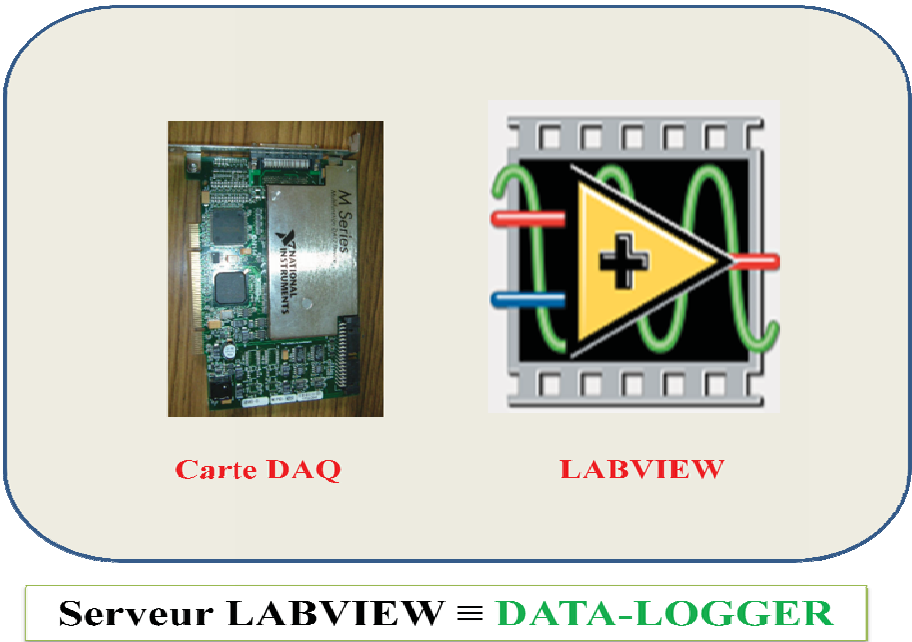 M Series
NATIONAL
INSTRUMENTS
Carte DAQ
LABVIEW
Serveur LABVIEW ≡ DATA-LOGGER